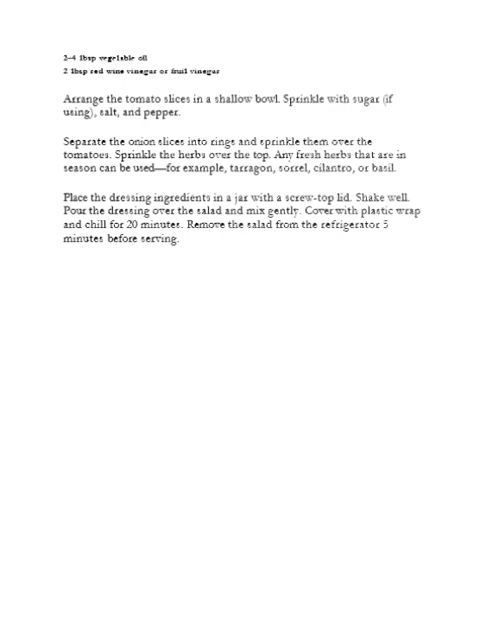 2-4 tbsp vegetable oil
2 tbsp red wine vinegar or fruit vinegar
Arrange the tomato slices in a shallow bowl. Sprinkle with sugar (if
using), salt, and pepper.
Separate the onion slices into rings and sprinkle them over the
tomatoes. Sprinkle the herbs over the top. Any fresh herbs that are in
season can be used—for example, tarragon, sorrel, cilantro, or basil.
Place the dressing ingredients in a jar with a screw-top lid. Shake well.
Pour the dressing over the salad and mix gently. Cover with plastic wrap
and chill for 20 minutes. Remove the salad from the refrigerator 5
minutes before serving.